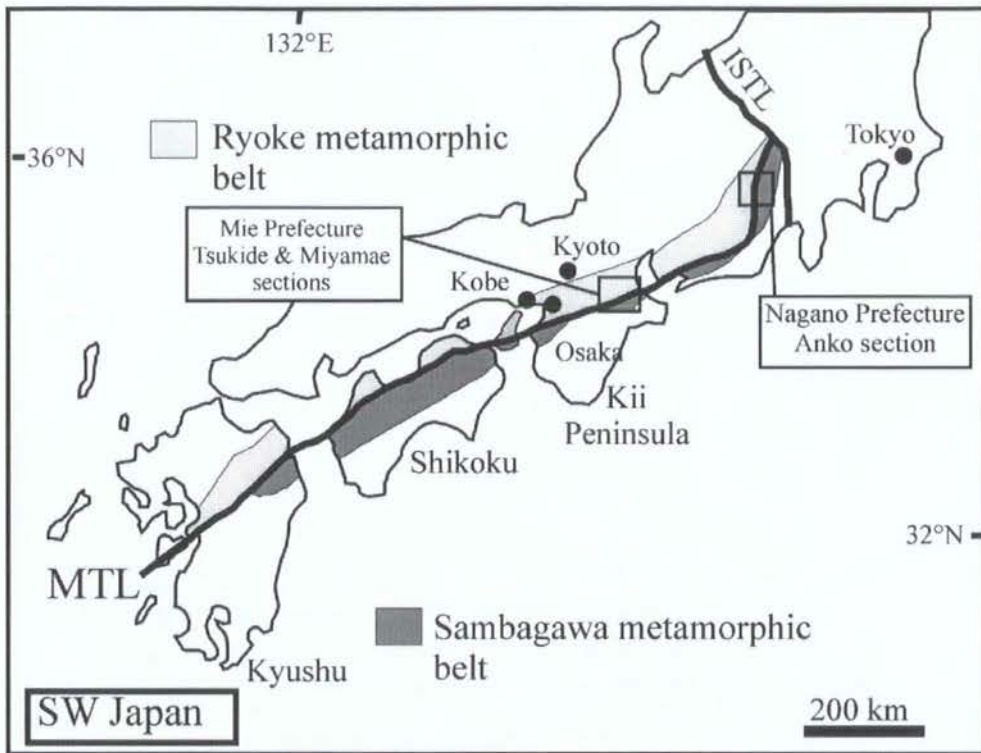 132°E
ISTL
Tokyo
36°N
Ryoke metamorphic
belt
Mie Prefecture
Tsukide & Miyamae
sections
Kyoto
Kobe
Osaka
Nagano Prefecture
Anko section
Kii
Peninsula
Shikoku
32°N
MTL
Sambagawa metamorphic
belt
Kyushu
SW Japan
200 km